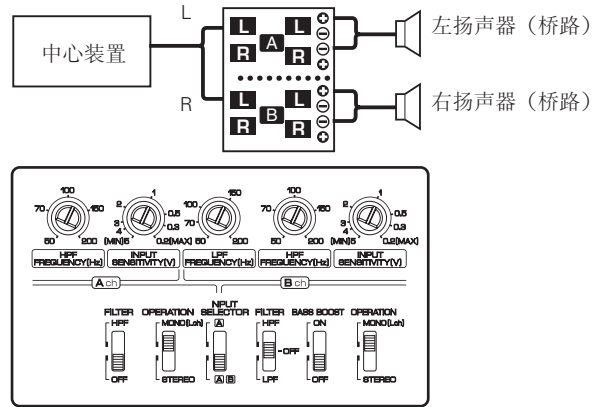 L
中心装置
R
L L
A
R R
L L
B
R R
左扬声器（桥路）
右扬声器（桥路）
100 1 150 100 1
70 150 2 0.5 100 200 70 150 2 0.5
3 0.3 70 3 0.3
4 4
50 200 (MIN)5 0.2(MAX) 50 50 200 (MIN)5 0.2(MAX)
HPF INPUT LPF HPF INPUT
FREQUENCY(Hz) SENSITIVITY(V) FREQUENCY(Hz) FREQUENCY(Hz) SENSITIVITY(V)
A ch B ch
INPUT
FILTER OPERATION SELECTOR FILTER BASS BOOST OPERATION
HPF MONO(Lch) A HPF ON MONO(Lch)
OFF
OFF STEREO A B LPF OFF STEREO